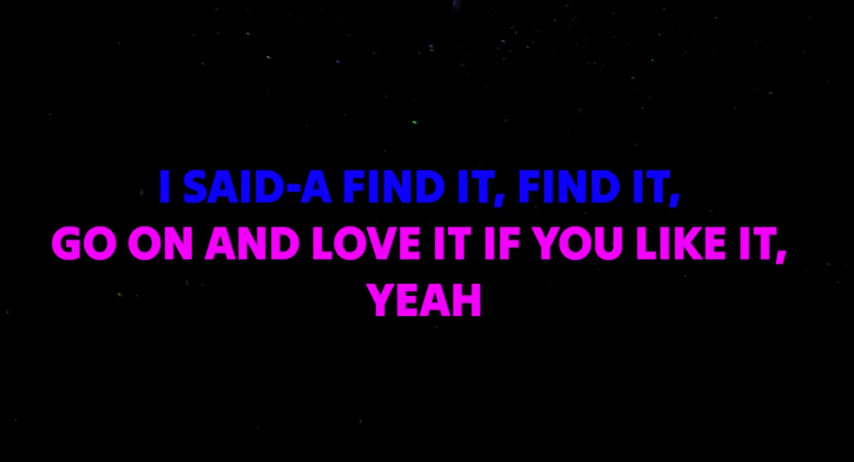 I SAID-A FIND IT, FIND IT,
GO ON AND LOVE IT IF YOU LIKE IT,
YEAH